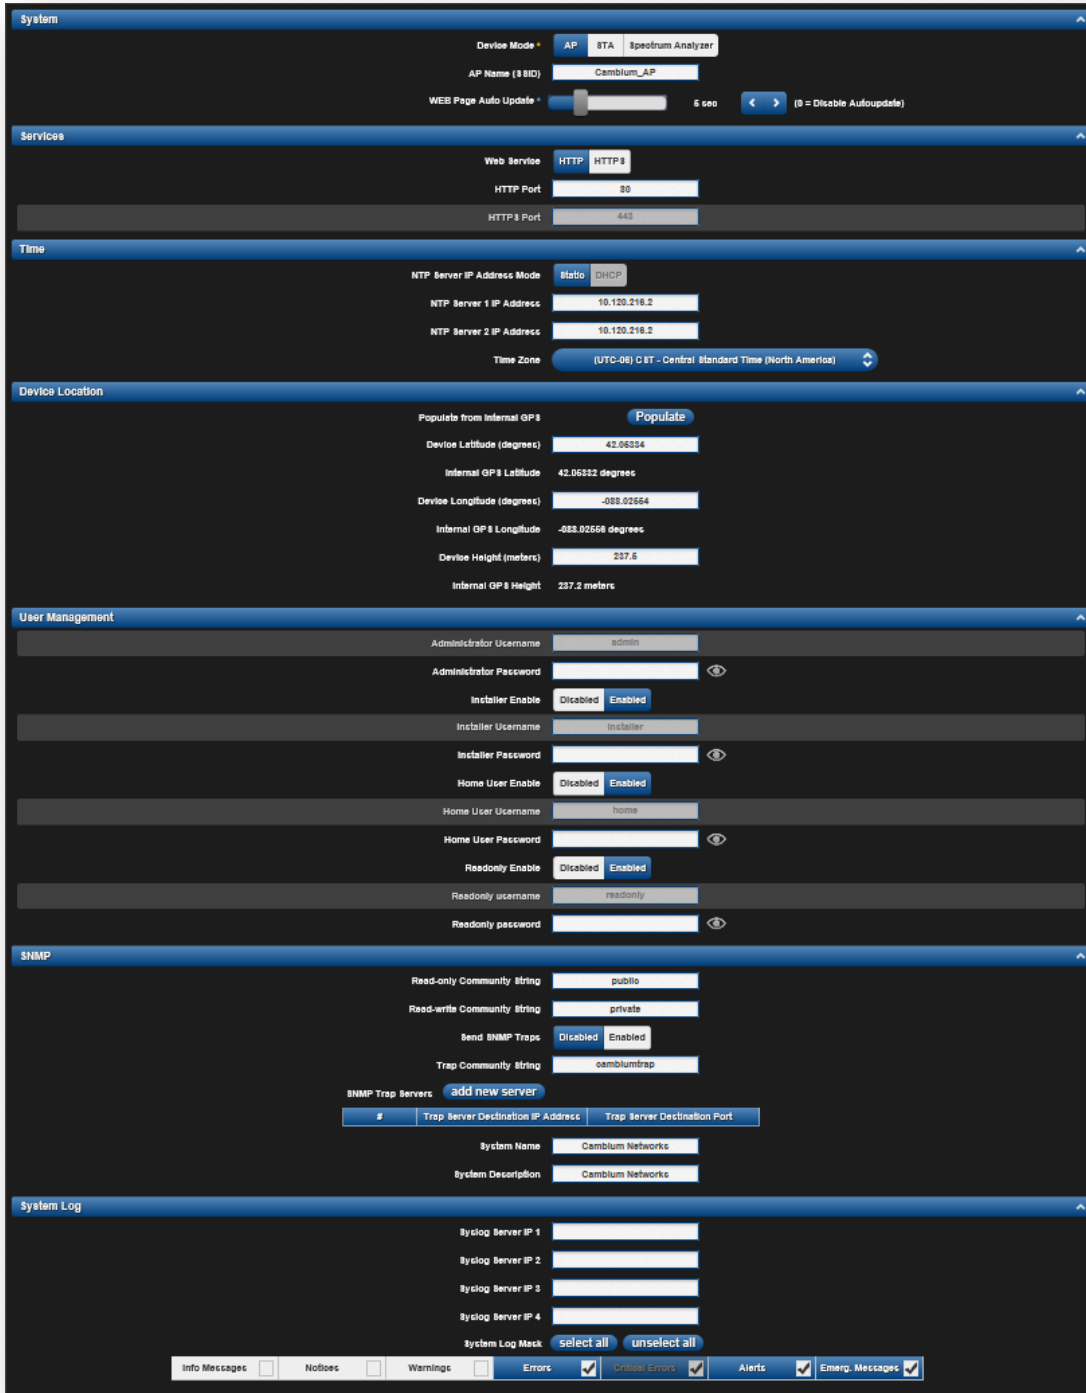 System
Device Mode * AP STA Spectrum Analyzer
AP Name (SSID) Cambium_AP
WEB Page Auto Update * 5 sec < > (0 = Disable Autoupdate)
Services
Web Service HTTP HTTPS
HTTP Port 80
HTTPS Port 443
Time
NTP Server IP Address Mode Static DHCP
NTP Server 1 IP Address 10.120.216.2
NTP Server 2 IP Address 10.120.216.2
Time Zone (UTC-06) CST - Central Standard Time (North America)
Device Location
Populate from Internal GPS Populate
Device Latitude (degrees) 42.05334
Internal GPS Latitude 42.05332 degrees
Device Longitude (degrees) -088.02554
Internal GPS Longitude -088.02556 degrees
Device Height (meters) 237.5
Internal GPS Height 237.2 meters
User Management
Administrator Username admin
Administrator Password
Installer Enable Disabled Enabled
Installer Username installer
Installer Password
Home User Enable Disabled Enabled
Home User Username home
Home User Password
Readonly Enable Disabled Enabled
Readonly username readonly
Readonly password
SNMP
Read-only Community String public
Read-write Community String private
Send SNMP Traps Disabled Enabled
Trap Community String cambiumtrap
SNMP Trap Servers add new server
# Trap Server Destination IP Address Trap Server Destination Port
System Name Cambium Networks
System Description Cambium Networks
System Log
Syslog Server IP 1
Syslog Server IP 2
Syslog Server IP 3
Syslog Server IP 4
System Log Mask select all unselect all
Info Messages Notices Warnings Errors Critical Errors Alerts Emerg. Messages